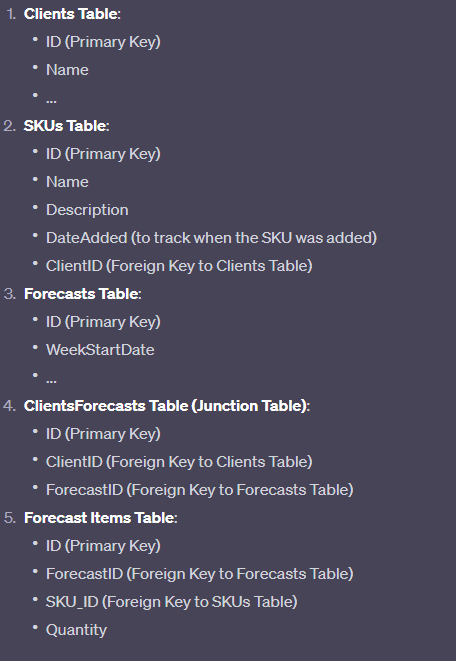 1. Clients Table:
• ID (Primary Key)
• Name
• ...
2. SKUs Table:
• ID (Primary Key)
• Name
• Description
• DateAdded (to track when the SKU was added)
• ClientID (Foreign Key to Clients Table)
3. Forecasts Table:
• ID (Primary Key)
• WeekStartDate
• ...
4. ClientsForecasts Table (Junction Table):
• ID (Primary Key)
• ClientID (Foreign Key to Clients Table)
• ForecastID (Foreign Key to Forecasts Table)
5. Forecast Items Table:
• ID (Primary Key)
• ForecastID (Foreign Key to Forecasts Table)
• SKU_ID (Foreign Key to SKUs Table)
• Quantity